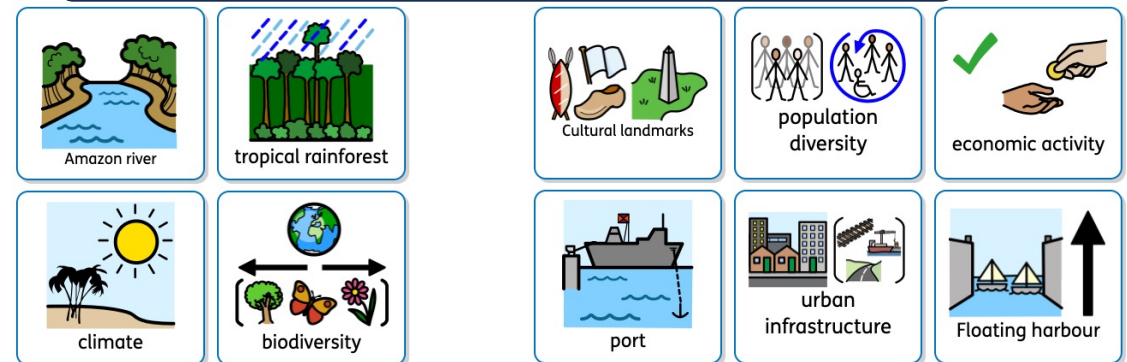 Amazon river
tropical rainforest
Cultural landmarks
population
diversity
economic activity
climate
biodiversity
port
urban
infrastructure
Floating harbour